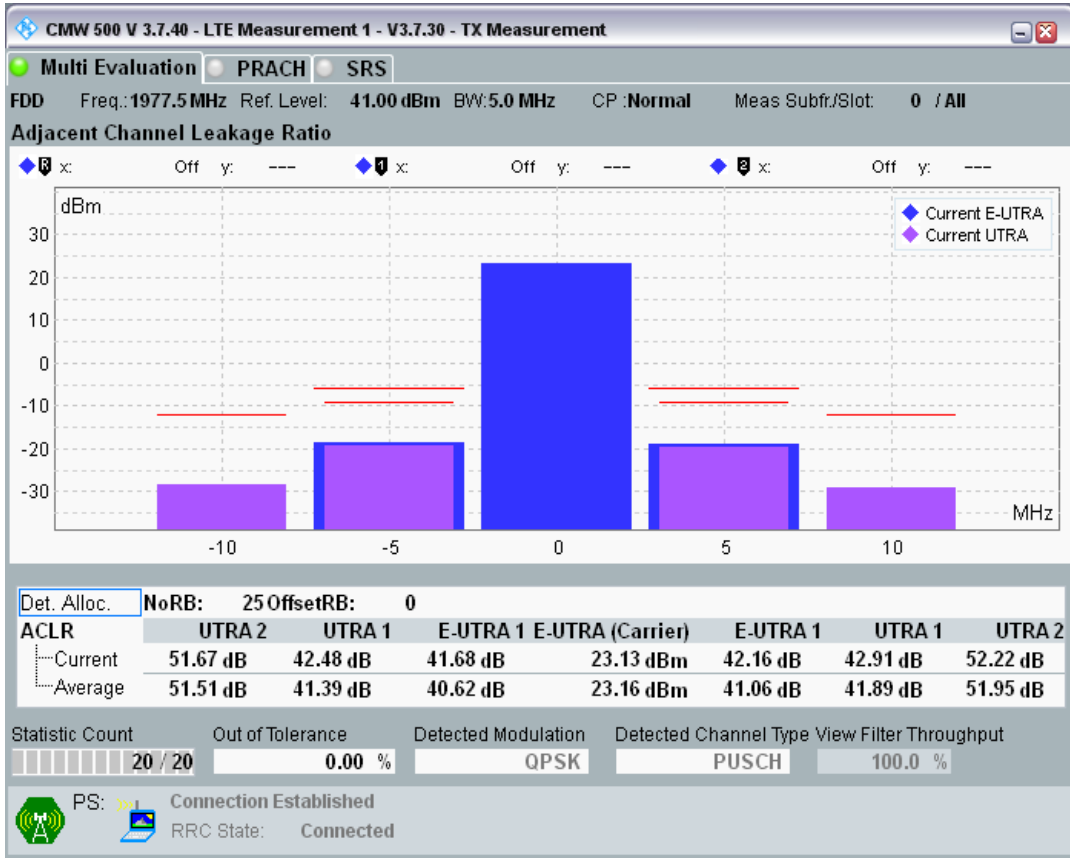 CMW 500 V 3.7.40 - LTE Measurement 1 - V3.7.30 - TX Measurement
Multi Evaluation PRACH SRS
FDD Freq.: 1977.5 MHz Ref. Level: 41.00 dBm BW: 5.0 MHz CP : Normal Meas Subfr./Slot: 0 / All
Adjacent Channel Leakage Ratio
R x: Off y: --- 1 x: Off y: --- 2 x: Off y: ---
dBm
Current E-UTRA
Current UTRA
30
20
10
0
-10
-20
-30
MHz
-10 -5 0 5 10
Det. Alloc. NoRB: 25 OffsetRB: 0
ACLR UTRA 2 UTRA 1 E-UTRA 1 E-UTRA (Carrier) E-UTRA 1 UTRA 1 UTRA 2
Current 51.67 dB 42.48 dB 41.68 dB 23.13 dBm 42.16 dB 42.91 dB 52.22 dB
Average 51.51 dB 41.39 dB 40.62 dB 23.16 dBm 41.06 dB 41.89 dB 51.95 dB
Statistic Count Out of Tolerance Detected Modulation Detected Channel Type View Filter Throughput
20 / 20 0.00 % QPSK PUSCH 100.0 %
PS: Connection Established
RRC State: Connected